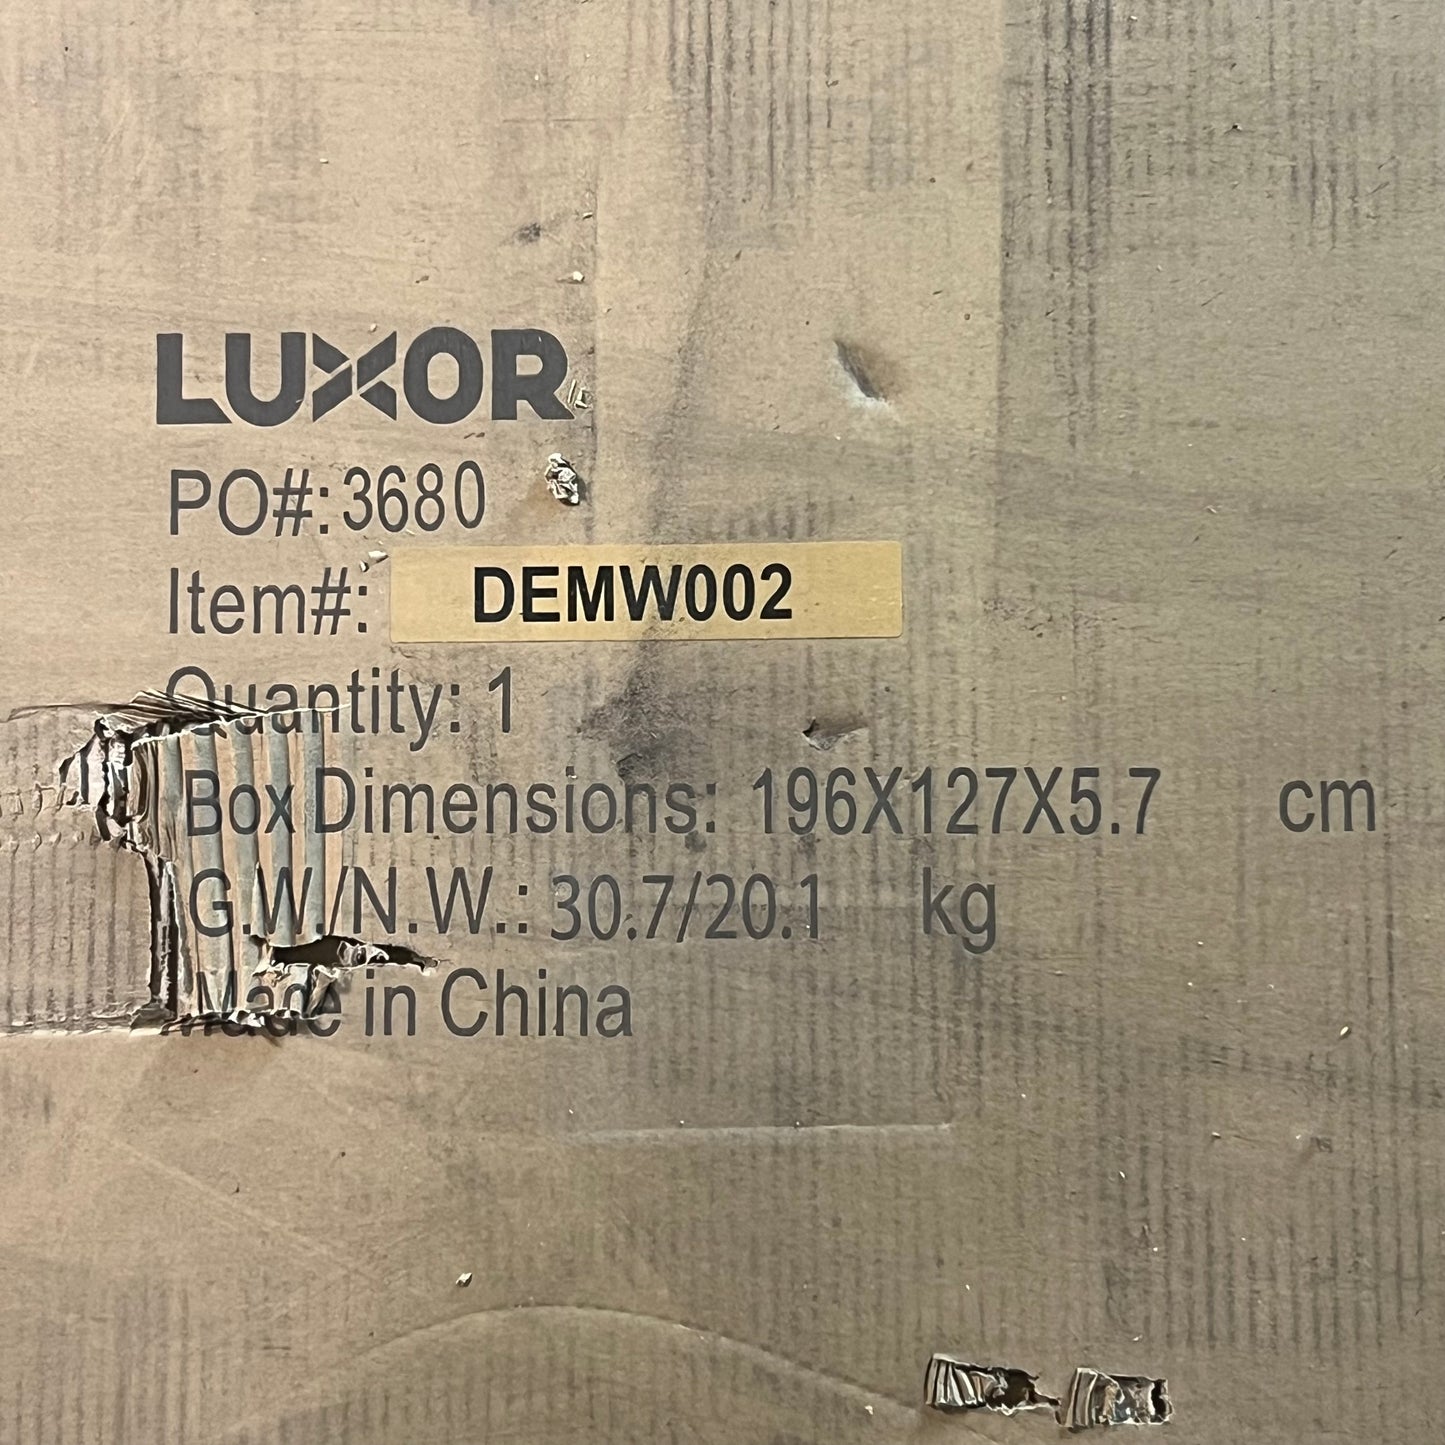 LUXOR
PO#:3680
Item#: DEMW002
Quantity: 1
Box Dimensions: 196X127X5.7 cm
G.W./N.W.: 30.7/20.1 kg
Made in China